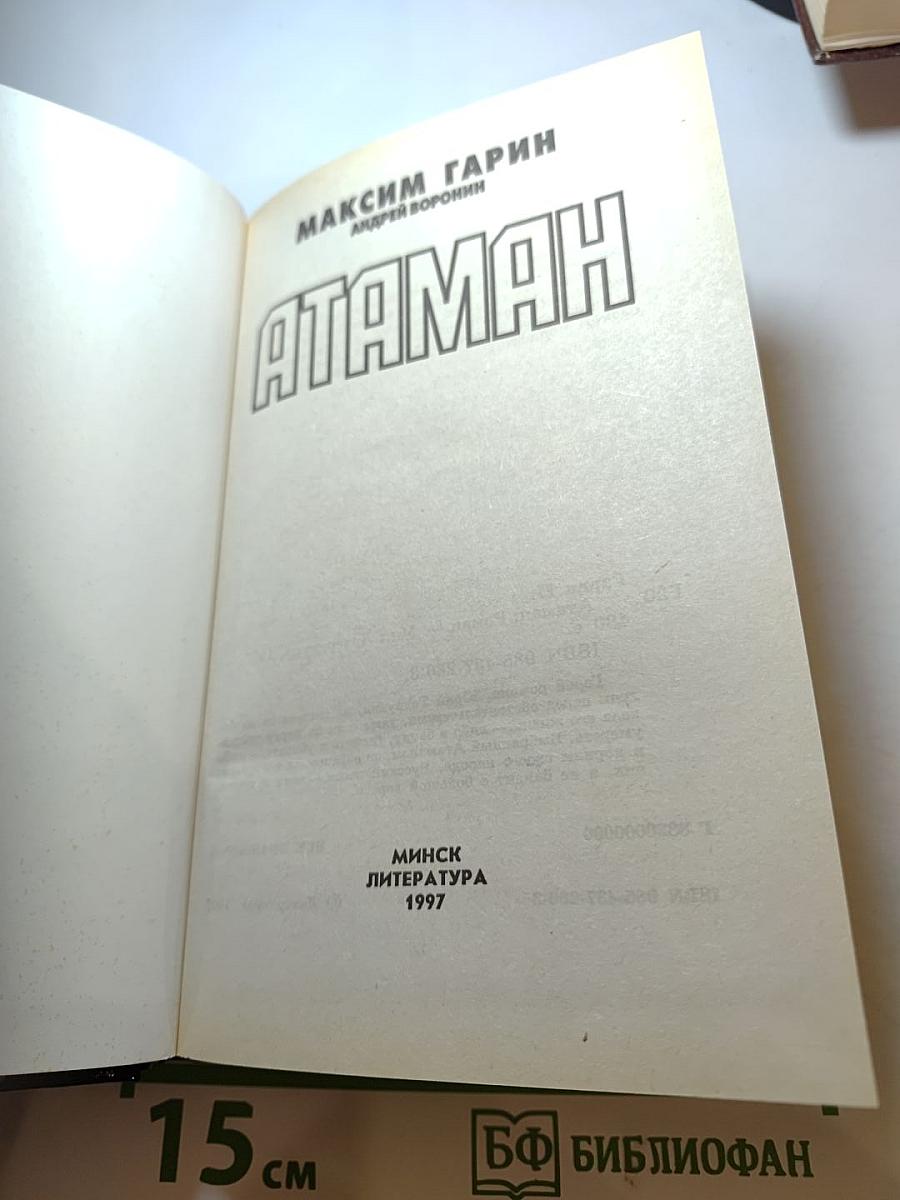 МАКСИМ ГАРИН
АНДРЕЙ ВОРОНИН
АТАМАН
МИНСК
ЛИТЕРАТУРА
1997
15 см
БФ БИБЛИОФАН